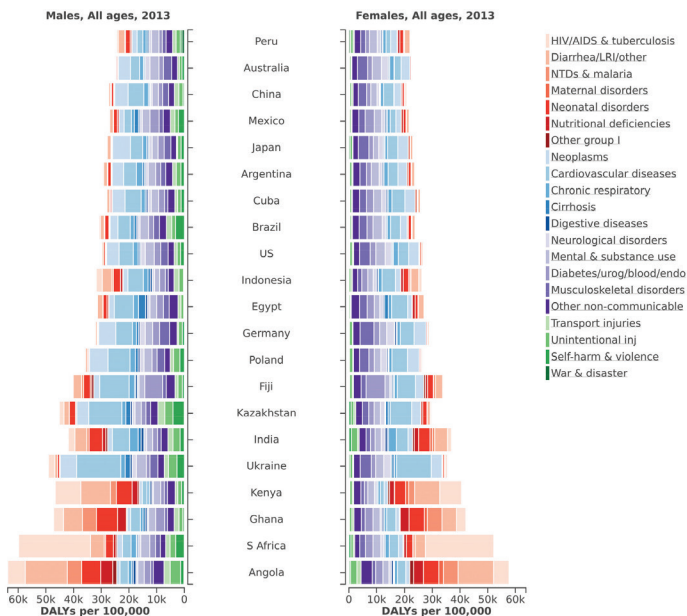 Males, All ages, 2013
Females, All ages, 2013
Peru
Australia
China
Mexico
Japan
Argentina
Cuba
Brazil
US
Indonesia
Egypt
Germany
Poland
Fiji
Kazakhstan
India
Ukraine
Kenya
Ghana
S Africa
Angola
HIV/AIDS & tuberculosis
Diarrhea/LRI/other
NTDs & malaria
Maternal disorders
Neonatal disorders
Nutritional deficiencies
Other group I
Neoplasms
Cardiovascular diseases
Chronic respiratory
Cirrhosis
Digestive diseases
Neurological disorders
Mental & substance use
Diabetes/urog/blood/endo
Musculoskeletal disorders
Other non-communicable
Transport injuries
Unintentional inj
Self-harm & violence
War & disaster
60k 50k 40k 30k 20k 10k 0
0 10k 20k 30k 40k 50k 60k
DALYs per 100,000
DALYs per 100,000